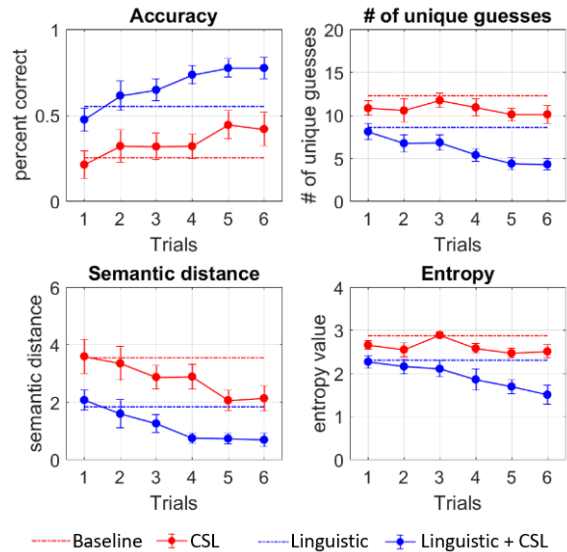 Accuracy
percent correct
1
0.5
0
1 2 3 4 5 6
Trials
# of unique guesses
# of unique guesses
20
15
10
5
0
1 2 3 4 5 6
Trials
Semantic distance
semantic distance
6
4
2
0
1 2 3 4 5 6
Trials
Entropy
entropy value
4
3
2
1
0
1 2 3 4 5 6
Trials
Baseline CSL Linguistic Linguistic + CSL